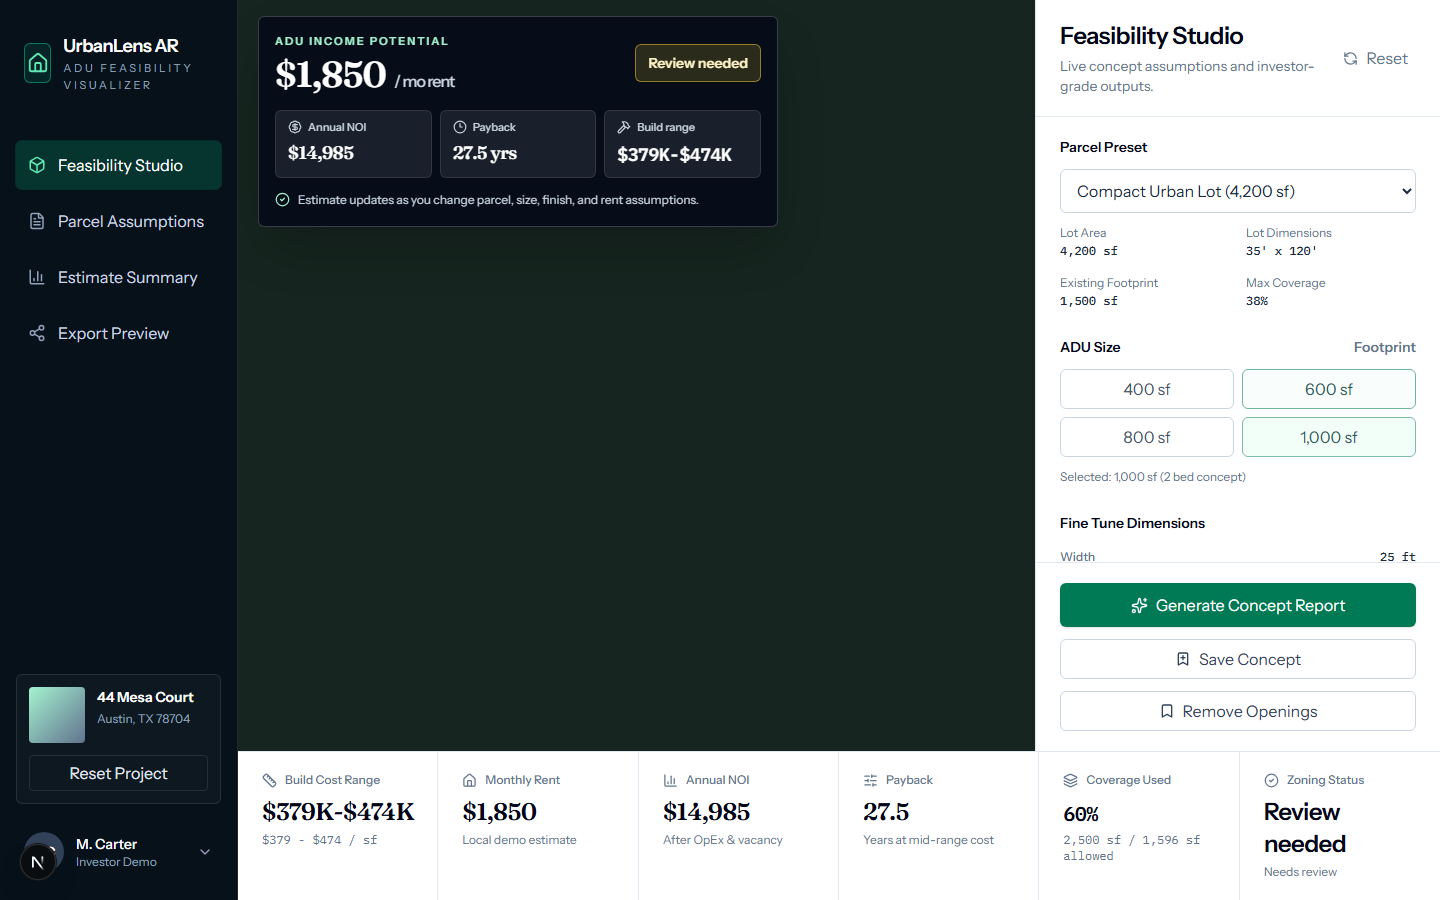 UrbanLens AR
ADU FEASIBILITY
VISUALIZER
Feasibility Studio
Parcel Assumptions
Estimate Summary
Export Preview
44 Mesa Court
Austin, TX 78704
Reset Project
M. Carter
Investor Demo
N
ADU INCOME POTENTIAL
$1,850 / mo rent
Review needed
Annual NOI
$14,985
Payback
27.5 yrs
Build range
$379K-$474K
Estimate updates as you change parcel, size, finish, and rent assumptions.
Feasibility Studio
Live concept assumptions and investor-
grade outputs.
Reset
Parcel Preset
Compact Urban Lot (4,200 sf)
Lot Area
4,200 sf
Lot Dimensions
35' x 120'
Existing Footprint
1,500 sf
Max Coverage
38%
ADU Size
Footprint
400 sf
600 sf
800 sf
1,000 sf
Selected: 1,000 sf (2 bed concept)
Fine Tune Dimensions
Width
25 ft
Generate Concept Report
Save Concept
Remove Openings
Build Cost Range
$379K-$474K
$379 - $474 / sf
Monthly Rent
$1,850
Local demo estimate
Annual NOI
$14,985
After OpEx & vacancy
Payback
27.5
Years at mid-range cost
Coverage Used
60%
2,500 sf / 1,596 sf
allowed
Zoning Status
Review
needed
Needs review